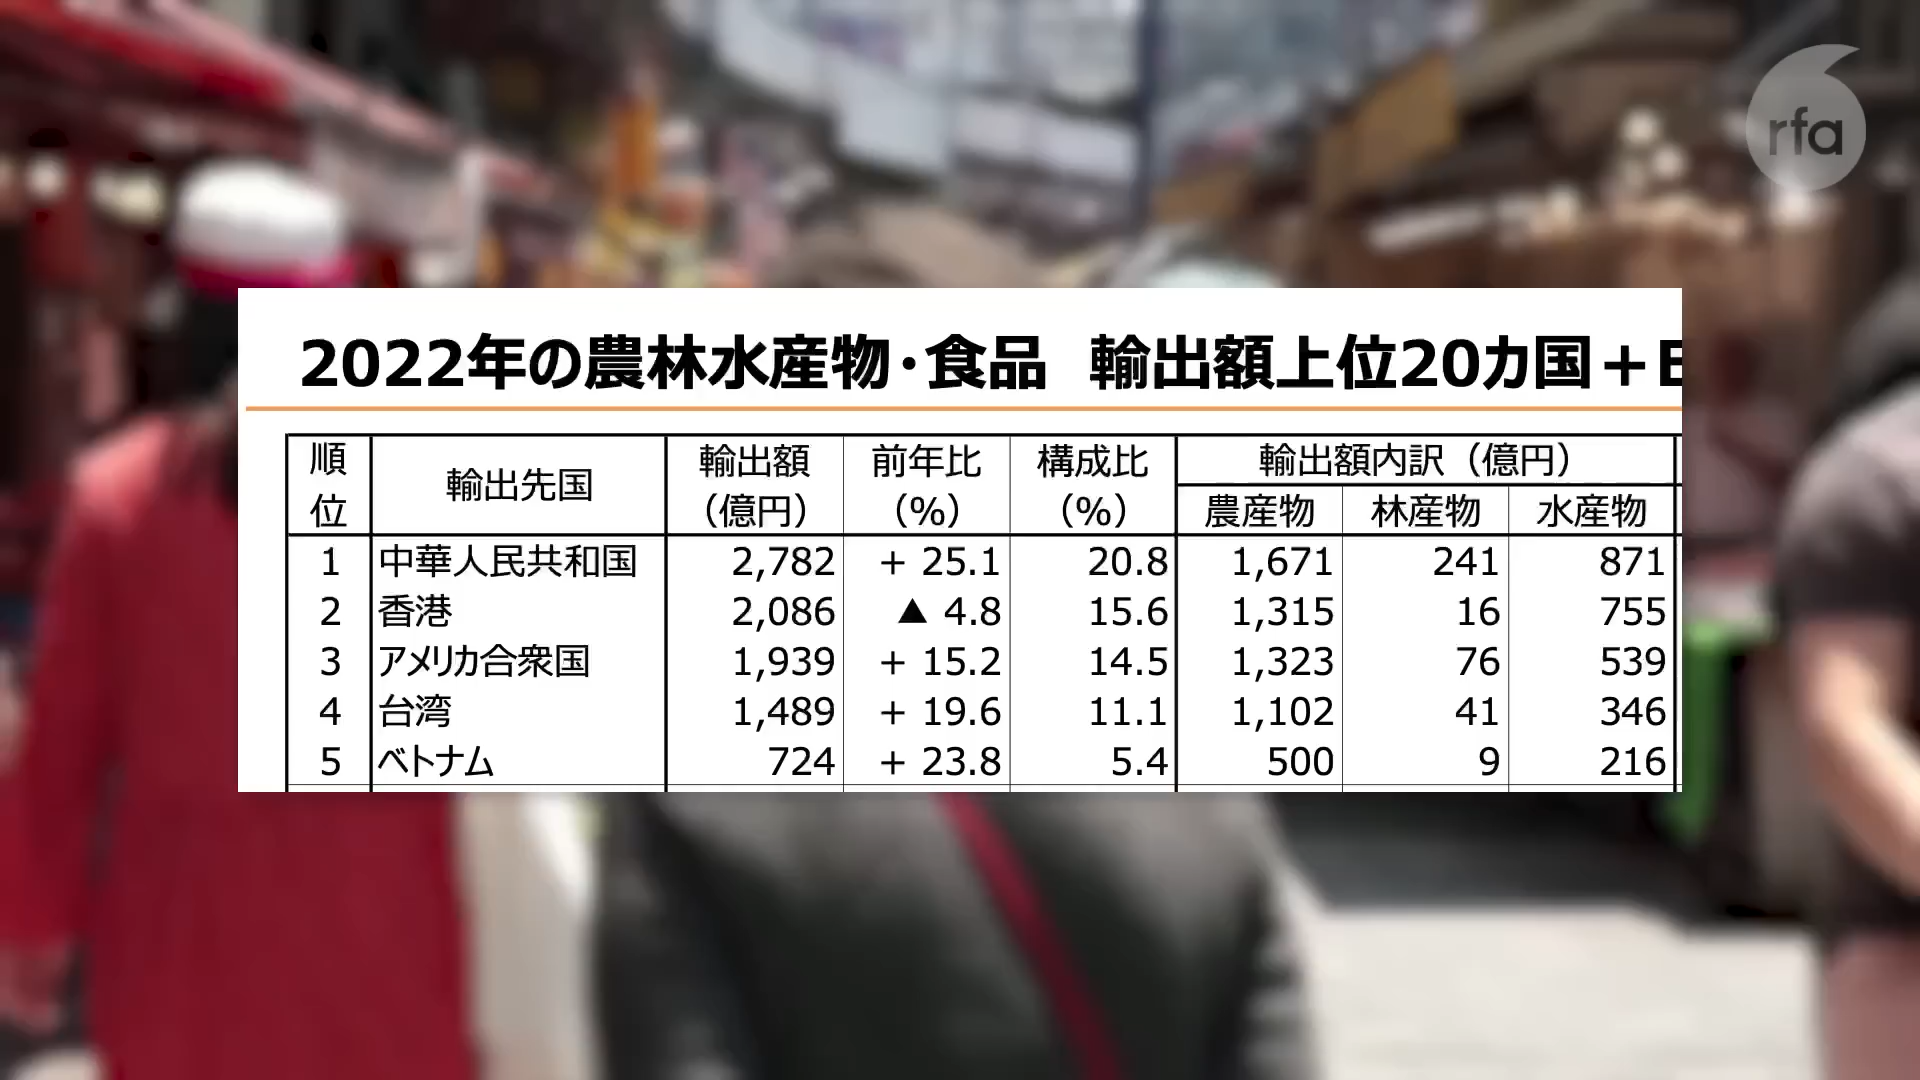 rfa
2022年の農林水産物・食品 輸出額上位20カ国＋E
順位 輸出先国 輸出額（億円） 前年比（％） 構成比（％） 輸出額内訳（億円）
農産物 林産物 水産物
1 中華人民共和国 2,782 + 25.1 20.8 1,671 241 871
2 香港 2,086 ▲ 4.8 15.6 1,315 16 755
3 アメリカ合衆国 1,939 + 15.2 14.5 1,323 76 539
4 台湾 1,489 + 19.6 11.1 1,102 41 346
5 ベトナム 724 + 23.8 5.4 500 9 216